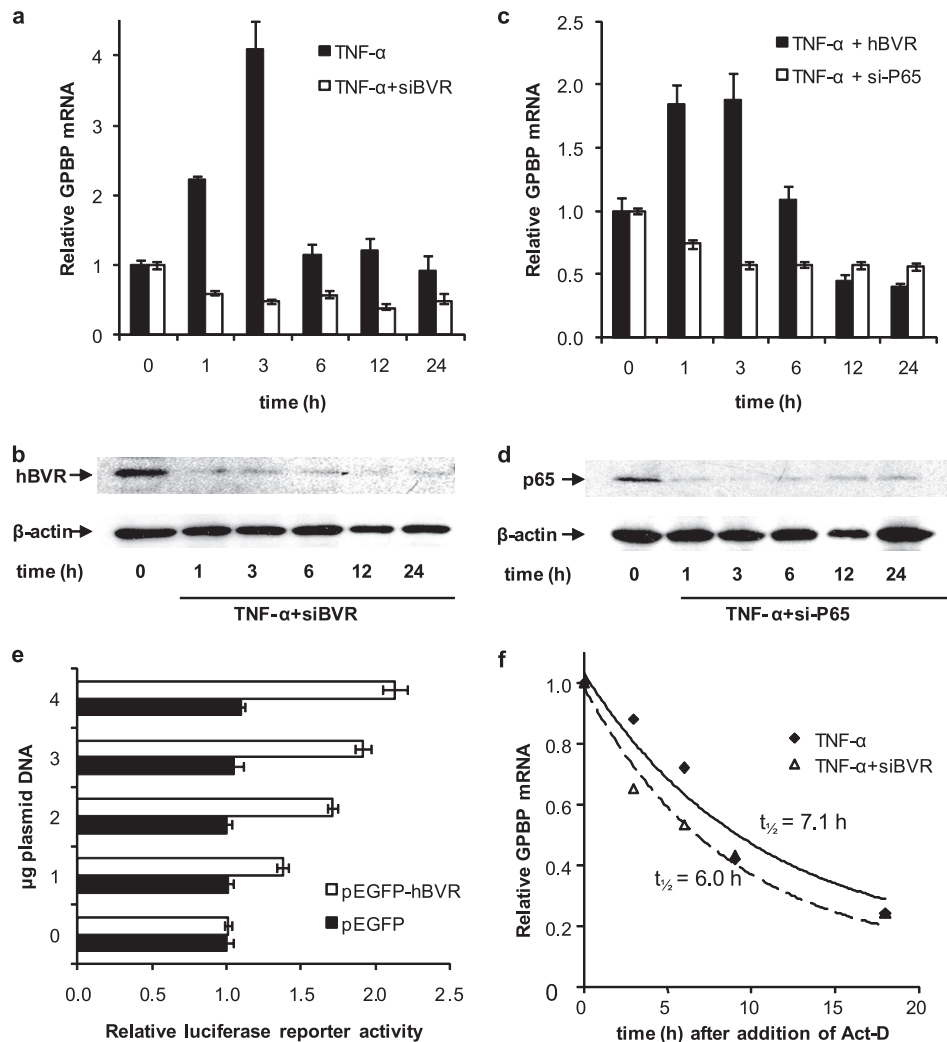 a
Relative GPBP mRNA
4
3
2
1
0
TNF-α
TNF-α+siBVR
0 1 3 6 12 24
time (h)
c
Relative GPBP mRNA
2.5
2.0
1.5
1.0
0.5
0.0
TNF-α + hBVR
TNF-α + si-P65
0 1 3 6 12 24
time (h)
b
hBVR
β-actin
time (h) 0 1 3 6 12 24
TNF-α+siBVR
d
p65
β-actin
time (h) 0 1 3 6 12 24
TNF-α+si-P65
e
µg plasmid DNA
4
3
2
1
0
pEGFP-hBVR
pEGFP
0.0 0.5 1.0 1.5 2.0 2.5
Relative luciferase reporter activity
f
Relative GPBP mRNA
1.0
0.8
0.6
0.4
0.2
0
TNF-α
TNF-α+siBVR
t½ = 7.1 h
t½ = 6.0 h
0 5 10 15 20
time (h) after addition of Act-D